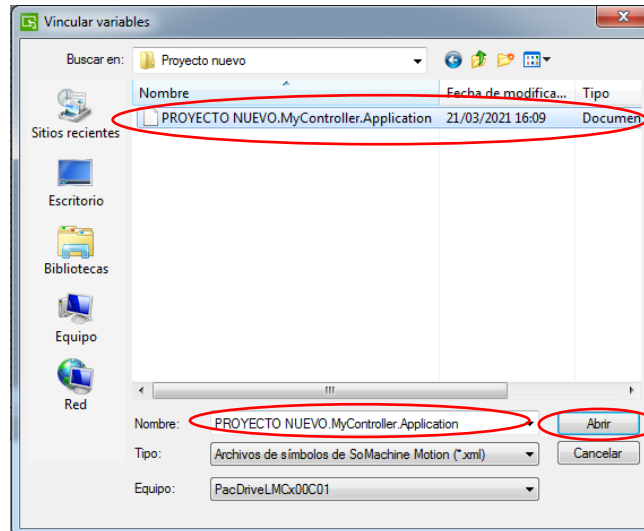 Vincular variables
Buscar en: Proyecto nuevo
Nombre Fecha de modifica... Tipo
PROYECTO NUEVO.MyController.Application 21/03/2021 16:09 Documen
Sitios recientes
Escritorio
Bibliotecas
Equipo
Red
Nombre: PROYECTO NUEVO.MyController.Application Abrir
Tipo: Archivos de símbolos de SoMachine Motion (*.xml) Cancelar
Equipo: PacDriveLMCx00C01